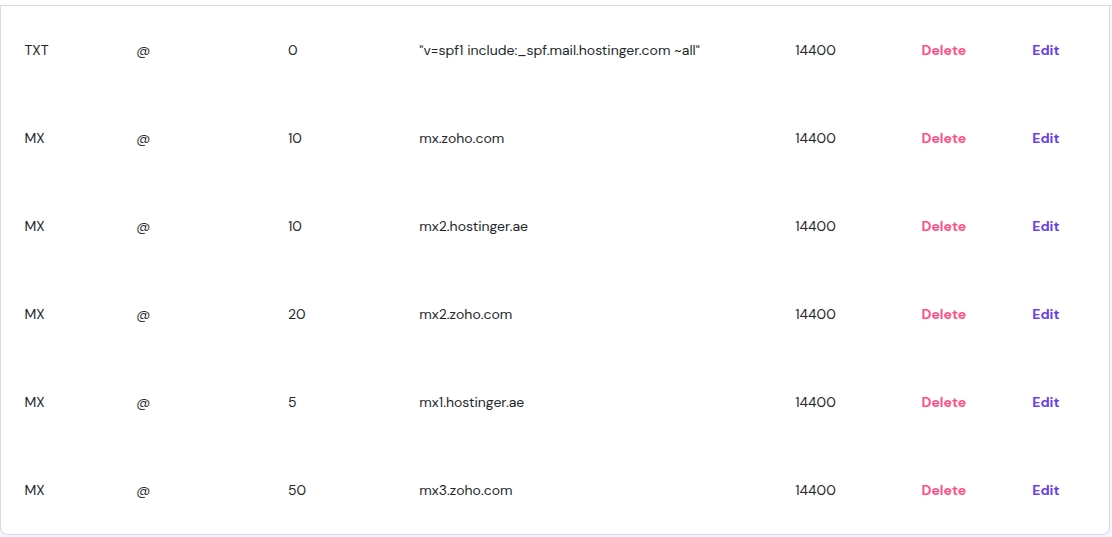 TXT @ 0 "v=spf1 include:_spf.mail.hostinger.com ~all" 14400 Delete Edit
MX @ 10 mx.zoho.com 14400 Delete Edit
MX @ 10 mx2.hostinger.ae 14400 Delete Edit
MX @ 20 mx2.zoho.com 14400 Delete Edit
MX @ 5 mx1.hostinger.ae 14400 Delete Edit
MX @ 50 mx3.zoho.com 14400 Delete Edit